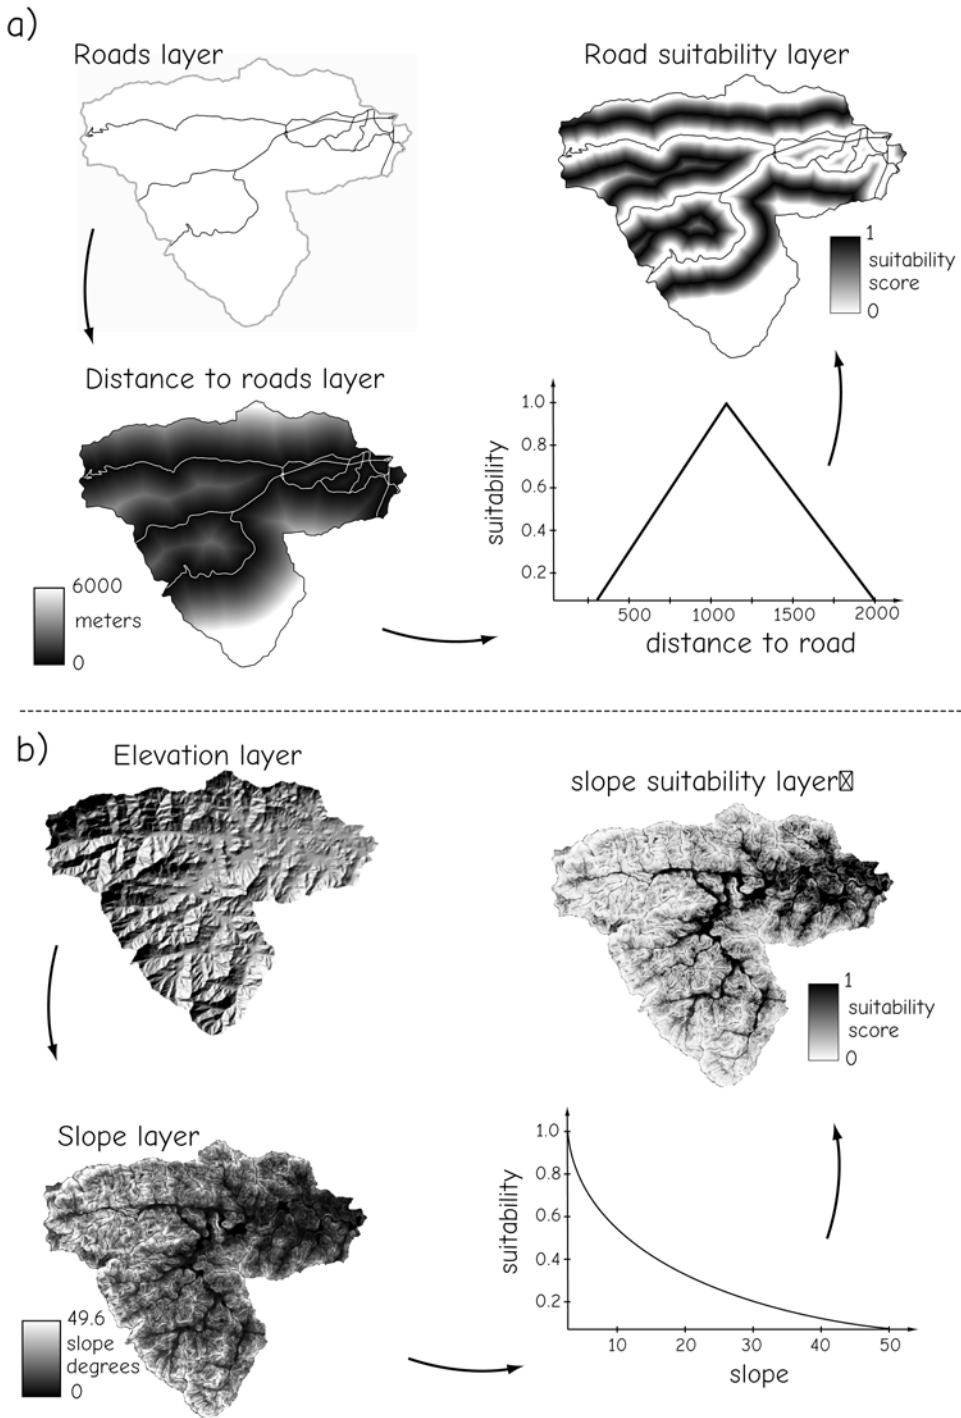 a)
Roads layer
Road suitability layer
1
suitability
score
0
Distance to roads layer
6000
meters
0
1.0
0.8
0.6
0.4
0.2
suitability
500
1000
1500
2000
distance to road
b)
Elevation layer
slope suitability layer
1
suitability
score
0
Slope layer
49.6
slope
degrees
0
1.0
0.8
0.6
0.4
0.2
suitability
10
20
30
40
50
slope